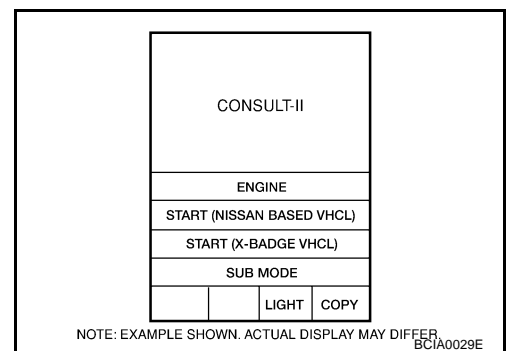 CONSULT-II
ENGINE
START (NISSAN BASED VHCL)
START (X-BADGE VHCL)
SUB MODE
LIGHT COPY
NOTE: EXAMPLE SHOWN. ACTUAL DISPLAY MAY DIFFER.
BCIA0029E